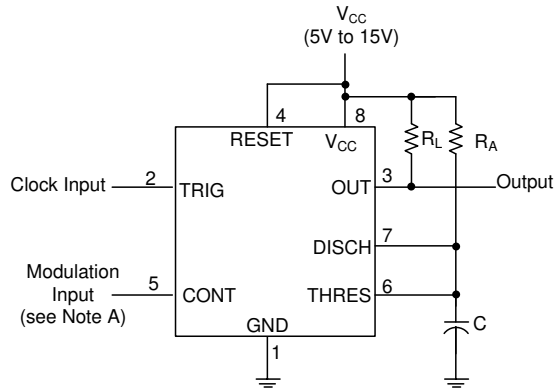 VCC
(5V to 15V)
4
8
RESET
VCC
RL
RA
Clock Input
2
TRIG
OUT
3
Output
DISCH
7
Modulation
Input
(see Note A)
5
CONT
THRES
6
GND
1
C